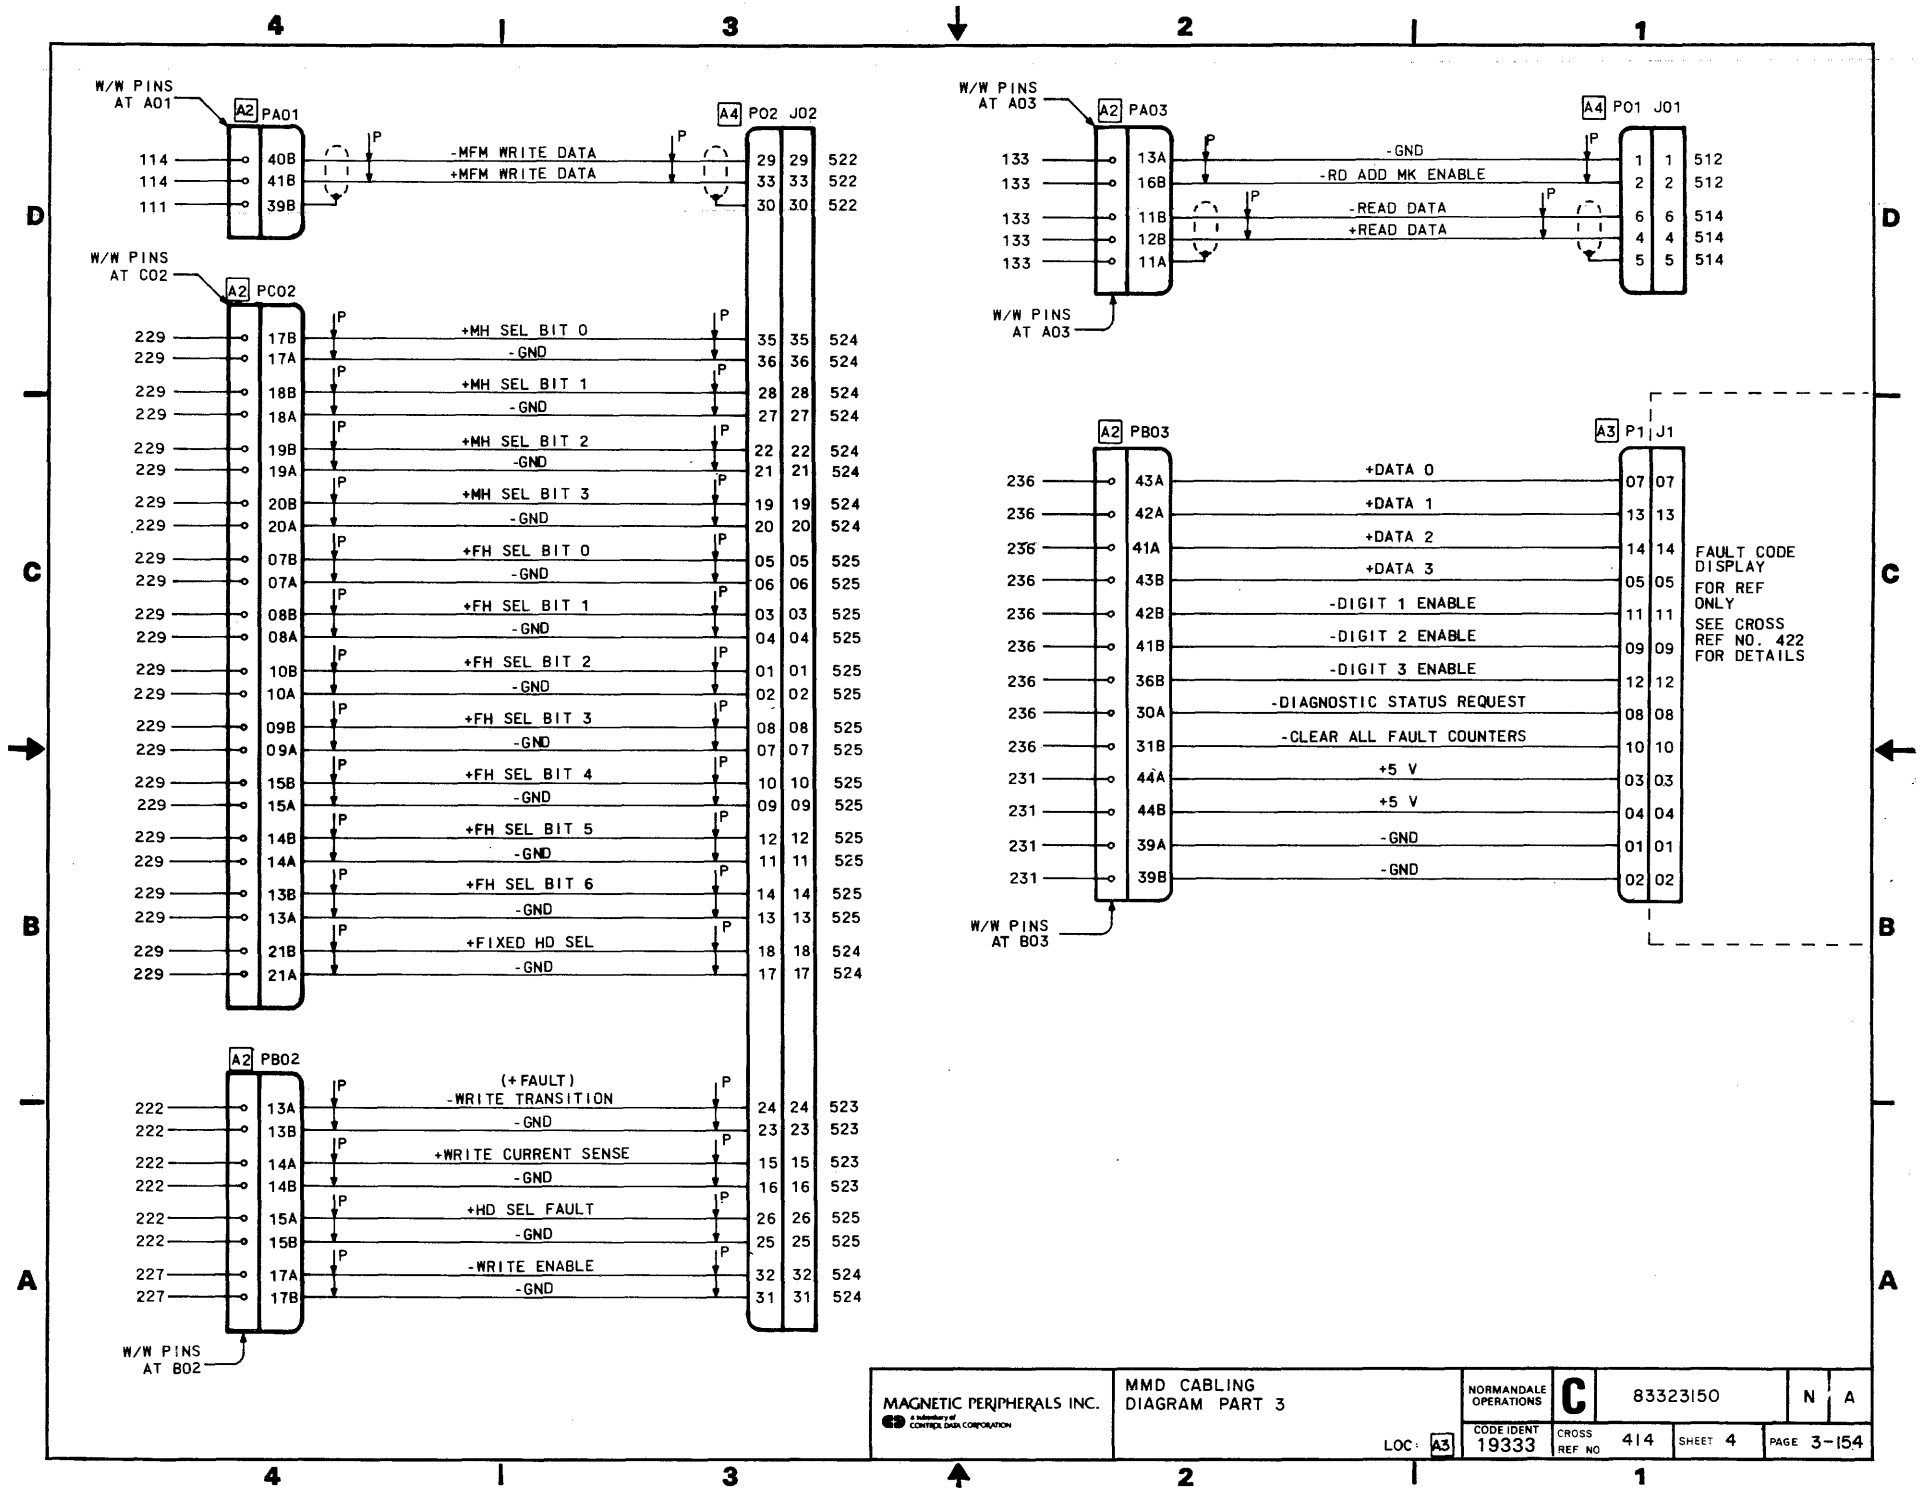 4 3 2 1
W/W PINS
AT A01
A2 PA01
A4 P02 J02
P P
114 40B -MFM WRITE DATA 29 29 522
114 41B +MFM WRITE DATA 33 33 522
111 39B 30 30 522
D
W/W PINS
AT C02
A2 PC02
P P
229 17B +MH SEL BIT 0 35 35 524
229 17A -GND 36 36 524
P P
229 18B +MH SEL BIT 1 28 28 524
229 18A -GND 27 27 524
P P
229 19B +MH SEL BIT 2 22 22 524
229 19A -GND 21 21 524
P P
229 20B +MH SEL BIT 3 19 19 524
229 20A -GND 20 20 524
P P
229 07B +FH SEL BIT 0 05 05 525
C
229 07A -GND 06 06 525
P P
229 08B +FH SEL BIT 1 03 03 525
229 08A -GND 04 04 525
P P
229 10B +FH SEL BIT 2 01 01 525
229 10A -GND 02 02 525
P P
229 09B +FH SEL BIT 3 08 08 525
229 09A -GND 07 07 525
P P
229 15B +FH SEL BIT 4 10 10 525
229 15A -GND 09 09 525
P P
229 14B +FH SEL BIT 5 12 12 525
229 14A -GND 11 11 525
P P
229 13B +FH SEL BIT 6 14 14 525
229 13A -GND 13 13 525
B
P P
229 21B +FIXED HD SEL 18 18 524
229 21A -GND 17 17 524
A2 PB02
P (+FAULT) P
222 13A -WRITE TRANSITION 24 24 523
222 13B -GND 23 23 523
P P
222 14A +WRITE CURRENT SENSE 15 15 523
222 14B -GND 16 16 523
P P
222 15A +HD SEL FAULT 26 26 525
222 15B -GND 25 25 525
P P
227 17A -WRITE ENABLE 32 32 524
A
227 17B -GND 31 31 524
W/W PINS
AT B02
W/W PINS
AT A03
A2 PA03
A4 P01 J01
P P
133 13A -GND 1 1 512
133 16B -RD ADD MK ENABLE 2 2 512
P P
133 11B -READ DATA 6 6 514
D
133 12B +READ DATA 4 4 514
133 11A 5 5 514
W/W PINS
AT A03
A2 PB03
A3 P1 J1
236 43A +DATA 0 07 07
236 42A +DATA 1 13 13
236 41A +DATA 2 14 14
236 43B +DATA 3 05 05
236 42B -DIGIT 1 ENABLE 11 11
236 41B -DIGIT 2 ENABLE 09 09
236 36B -DIGIT 3 ENABLE 12 12
236 30A -DIAGNOSTIC STATUS REQUEST 08 08
236 31B -CLEAR ALL FAULT COUNTERS 10 10
231 44A +5 V 03 03
231 44B +5 V 04 04
231 39A -GND 01 01
231 39B -GND 02 02
FAULT CODE
DISPLAY
FOR REF
ONLY
SEE CROSS
REF NO. 422
FOR DETAILS
C
W/W PINS
AT B03
B
A
MAGNETIC PERIPHERALS INC.
a subsidiary of
CONTROL DATA CORPORATION
MMD CABLING
DIAGRAM PART 3
LOC: A3
NORMANDALE
OPERATIONS
C 83323150 N A
CODE IDENT
19333
CROSS
REF NO 414
SHEET 4
PAGE 3-154
4 3 2 1